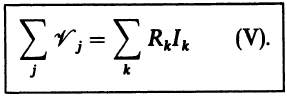 ∑_j 𝒱_j = ∑_k R_k I_k (V).